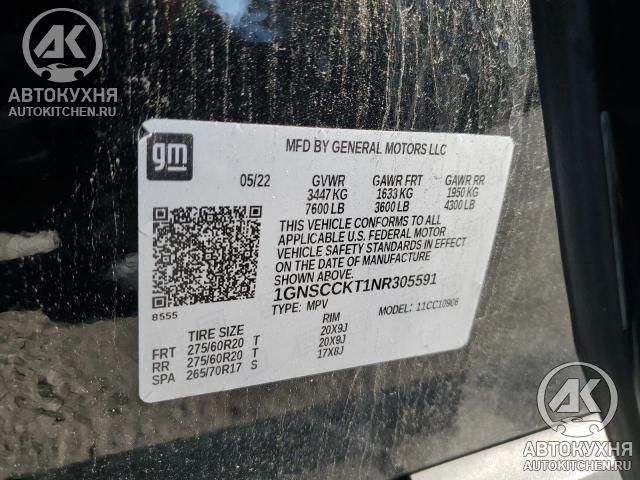 AK
АВТОКУХНЯ
AUTOKITCHEN.RU
gm
MFD BY GENERAL MOTORS LLC
05/22 GVWR GAWR FRT GAWR RR
3447 KG 1633 KG 1950 KG
7600 LB 3600 LB 4300 LB
THIS VEHICLE CONFORMS TO ALL
APPLICABLE U.S. FEDERAL MOTOR
VEHICLE SAFETY STANDARDS IN EFFECT
ON THE DATE OF MANUFACTURE
SHOWN ABOVE.
1GNSCCKT1NR305591
TYPE: MPV MODEL: 11CC10906
8555
TIRE SIZE RIM
FRT 275/60R20 T 20X9J
RR 275/60R20 T 20X9J
SPA 265/70R17 S 17X8J
AK
АВТОКУХНЯ
AUTOKITCHEN.RU